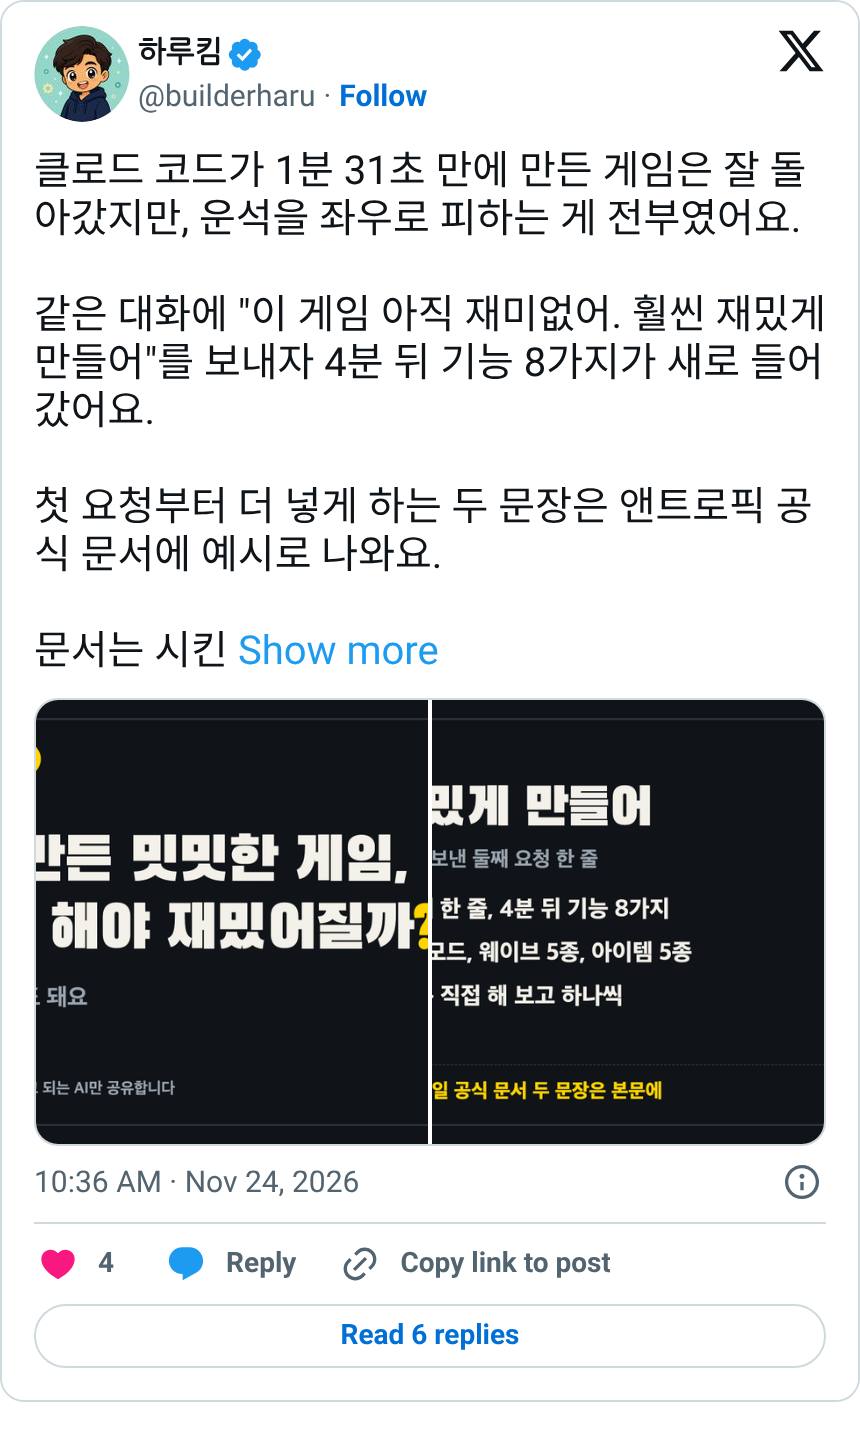 하루킴
@builderharu · Follow
클로드 코드가 1분 31초 만에 만든 게임은 잘 돌
아갔지만, 운석을 좌우로 피하는 게 전부였어요.
같은 대화에 "이 게임 아직 재미없어. 훨씬 재밌게
만들어"를 보내자 4분 뒤 기능 8가지가 새로 들어
갔어요.
첫 요청부터 더 넣게 하는 두 문장은 앤트로픽 공
식 문서에 예시로 나와요.
문서는 시킨 Show more
만든 밋밋한 게임,
해야 재밌어질까?
돼요
되는 AI만 공유합니다
밌게 만들어
보낸 둘째 요청 한 줄
한 줄, 4분 뒤 기능 8가지
모드, 웨이브 5종, 아이템 5종
직접 해 보고 하나씩
일 공식 문서 두 문장은 본문에
10:36 AM · Nov 24, 2026
4 Reply Copy link to post
Read 6 replies